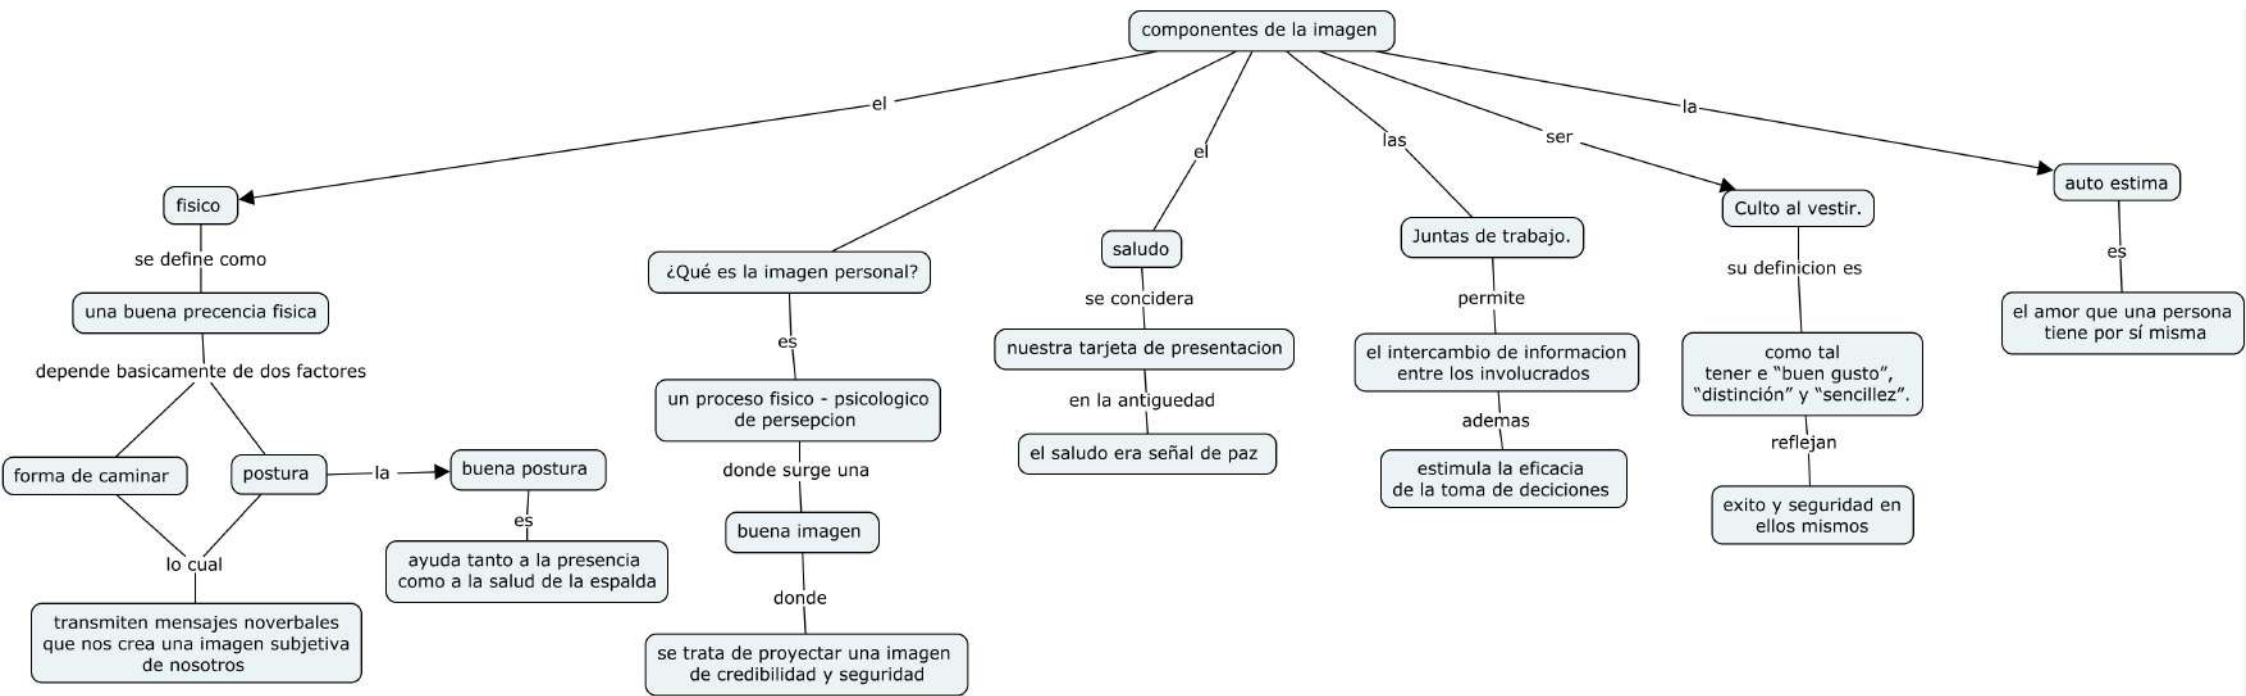 componentes de la imagen
el
el
las
ser
la
fisico
se define como
una buena precencia fisica
depende basicamente de dos factores
forma de caminar
postura
la
buena postura
es
ayuda tanto a la presencia
como a la salud de la espalda
lo cual
transmiten mensajes noverbales
que nos crea una imagen subjetiva
de nosotros
¿Qué es la imagen personal?
es
un proceso fisico - psicologico
de persepcion
donde surge una
buena imagen
donde
se trata de proyectar una imagen
de credibilidad y seguridad
saludo
se concidera
nuestra tarjeta de presentacion
en la antiguedad
el saludo era señal de paz
Juntas de trabajo.
permite
el intercambio de informacion
entre los involucrados
ademas
estimula la eficacia
de la toma de deciciones
Culto al vestir.
su definicion es
como tal
tener e “buen gusto”,
“distinción” y “sencillez”.
reflejan
exito y seguridad en
ellos mismos
auto estima
es
el amor que una persona
tiene por sí misma